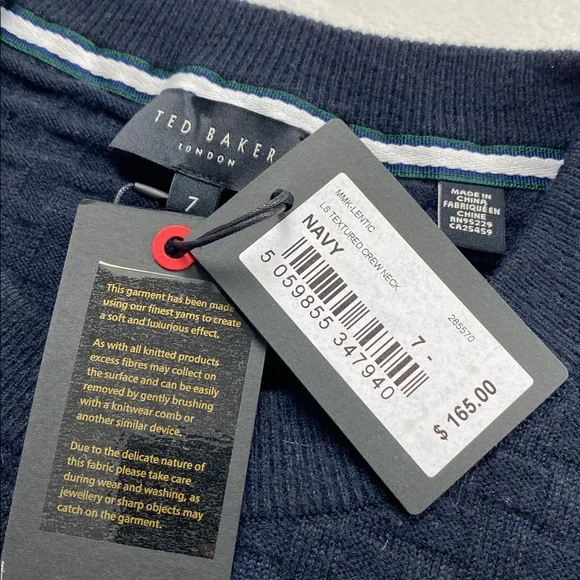 TED BAKER
LONDON
7
MADE IN
CHINA
FABRIQUÉ EN
CHINE
RN95229
CA25459
MMK-LENTIC
LS TEXTURED CREW NECK
NAVY
265570
7 -
5 059855 347940
$ 165.00
This garment has been made
using our finest yarns to create
a soft and luxurious effect.
As with all knitted products
excess fibres may collect on
the surface and can be easily
removed by gently brushing
with a knitwear comb or
another similar device.
Due to the delicate nature of
this fabric please take care
during wear and washing, as
jewellery or sharp objects may
catch on the garment.